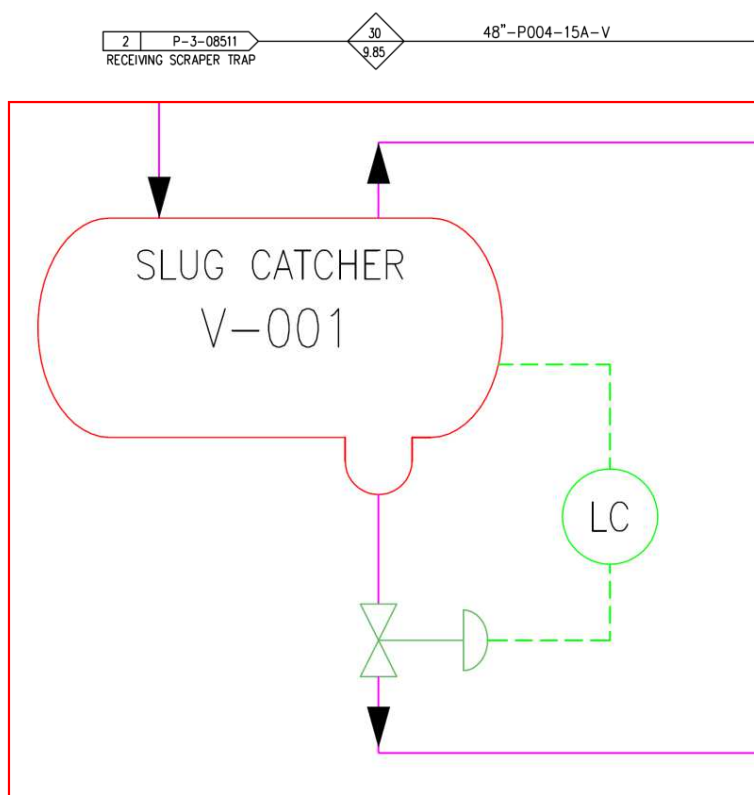 2 P-3-08511
RECEIVING SCRAPER TRAP
30
9.85
48"-P004-15A-V
SLUG CATCHER
V-001
LC